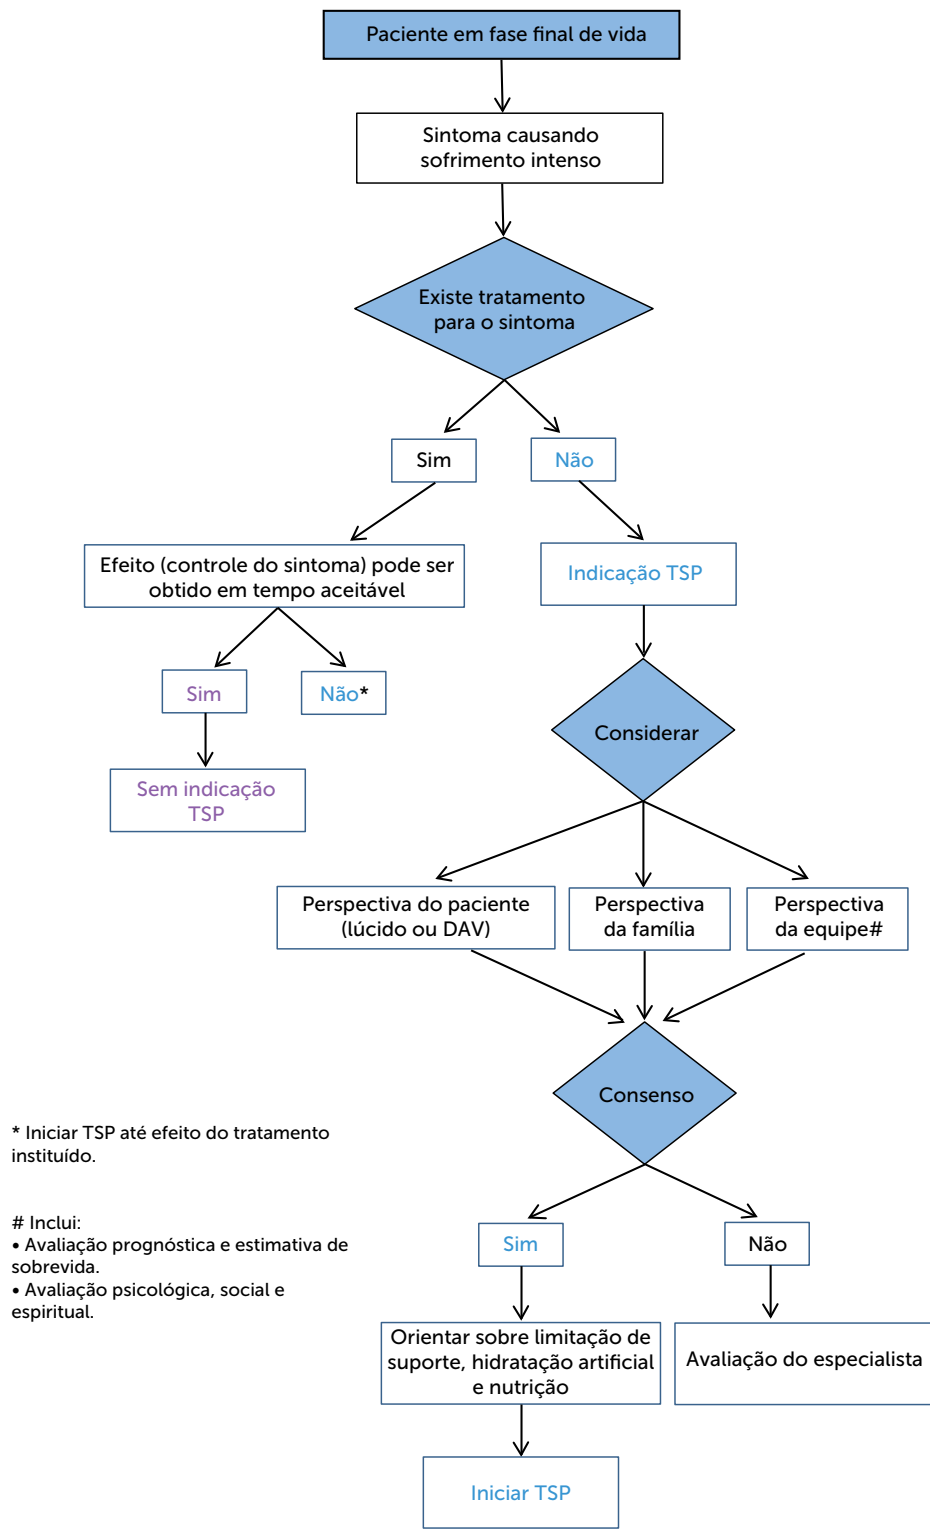 Paciente em fase final de vida
Sintoma causando
sofrimento intenso
Existe tratamento
para o sintoma
Sim
Não
Efeito (controle do sintoma) pode ser
obtido em tempo aceitável
Indicação TSP
Sim
Não*
Considerar
Sem indicação
TSP
Perspectiva do paciente
(lúcido ou DAV)
Perspectiva
da família
Perspectiva
da equipe#
Consenso
* Iniciar TSP até efeito do tratamento
instituído.
# Inclui:
• Avaliação prognóstica e estimativa de
sobrevida.
• Avaliação psicológica, social e
espiritual.
Sim
Não
Orientar sobre limitação de
suporte, hidratação artificial
e nutrição
Avaliação do especialista
Iniciar TSP